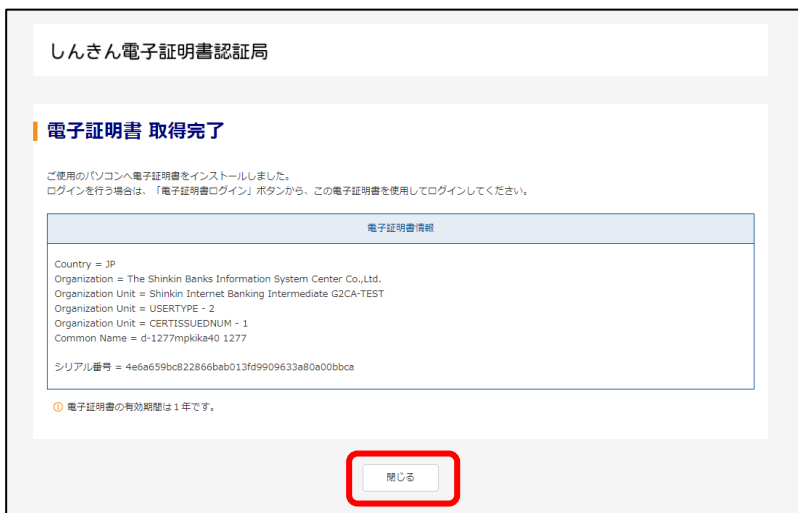 しんきん電子証明書認証局
電子証明書 取得完了
ご使用のパソコンへ電子証明書をインストールしました。
ログインを行う場合は、「電子証明書ログイン」ボタンから、この電子証明書を使用してログインしてください。
電子証明書情報
Country = JP
Organization = The Shinkin Banks Information System Center Co.,Ltd.
Organization Unit = Shinkin Internet Banking Intermediate G2CA-TEST
Organization Unit = USERTYPE - 2
Organization Unit = CERTISSUEDNUM - 1
Common Name = d-1277mpkika40 1277
シリアル番号 = 4e6a659bc822866bab013fd9909633a80a00bbca
電子証明書の有効期間は1年です。
閉じる